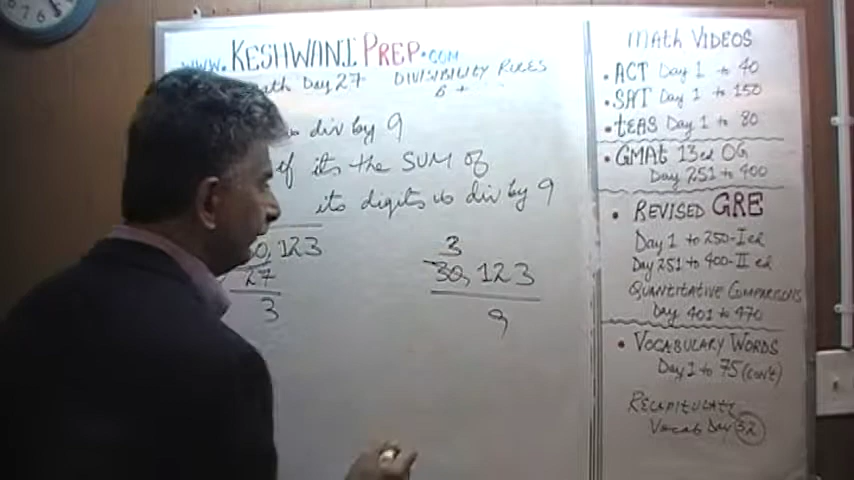 www.KESHWANI PREP.com
Day 27 DIVISIBILITY RULES
div by 9
if its the SUM of
its digits is div by 9
0,123
27
3
3
30,123
9
MATH VIDEOS
• ACT Day 1 to 40
• SAT Day 1 to 150
• TEAS Day 1 to 80
• GMAT 13 ed OG
Day 251 to 400
• REVISED GRE
Day 1 to 250-I ed
Day 251 to 400-II ed
QUANTITATIVE COMPARISONS
Day 401 to 470
• VOCABULARY WORDS
Day 1 to 75 (con't)
RECAPITULATE
Vocab Day 32
7
6